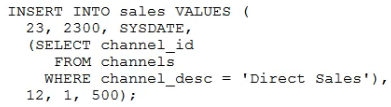 INSERT INTO sales VALUES (
23, 2300, SYSDATE,
(SELECT channel_id
FROM channels
WHERE channel_desc = 'Direct Sales'),
12, 1, 500);